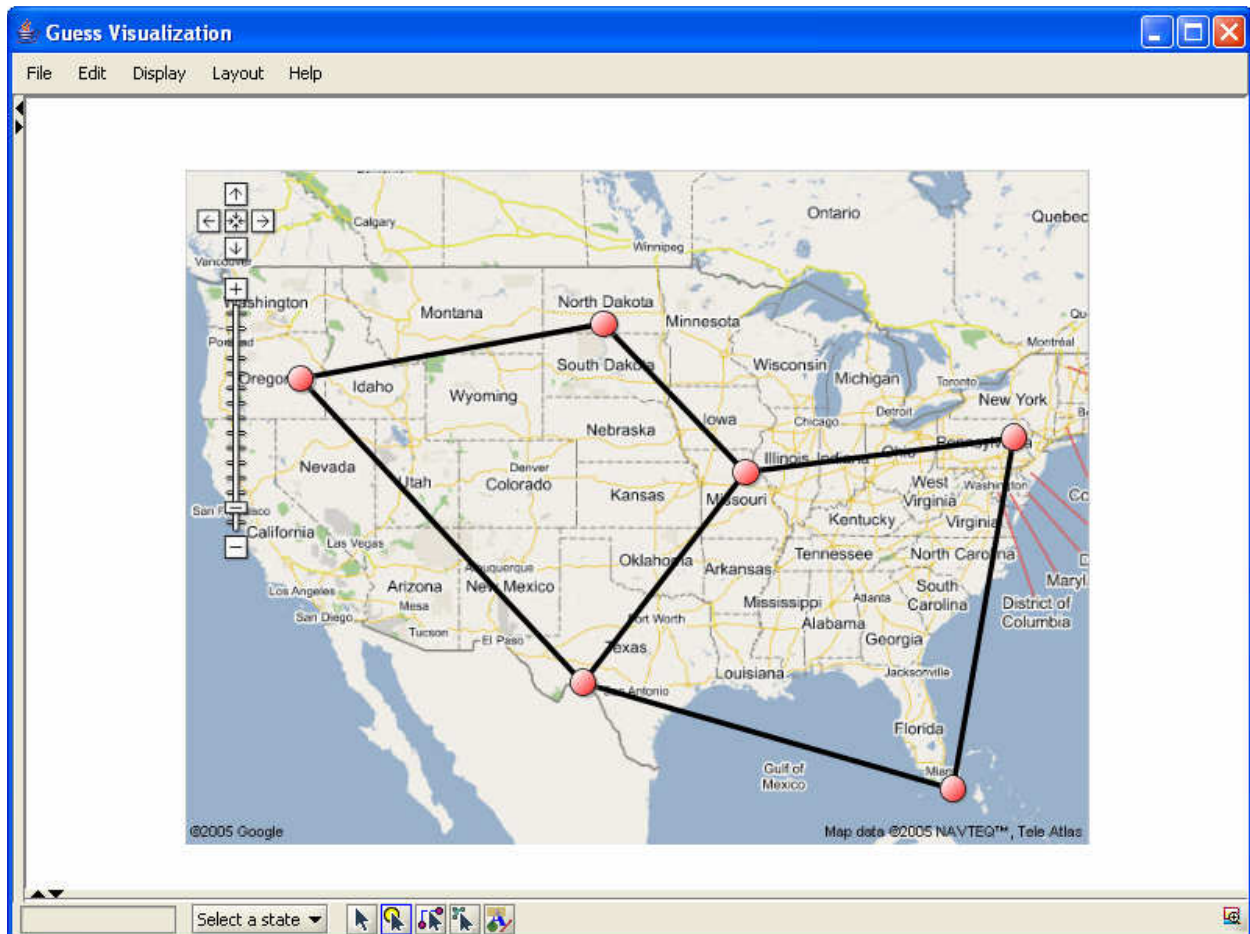 Guess Visualization
File Edit Display Layout Help
Calgary
Ontario
Quebec
Winnipeg
Vancouver
Washington
Montana
North Dakota
Minnesota
Montréal
Oregon
Idaho
South Dakota
Wisconsin
Michigan
Toronto
Wyoming
New York
Iowa
Chicago
Detroit
Nebraska
Pennsylvania
Illinois
Indiana
Ohio
Nevada
Utah
Denver
Colorado
Kansas
Missouri
West
Virginia
Washington
Kentucky
Virginia
California
Las Vegas
Oklahoma
Tennessee
North Carolina
Albuquerque
Arkansas
Los Angeles
Arizona
New Mexico
Mesa
Mississippi
Atlanta
South
Carolina
Maryl
San Diego
Tucson
El Paso
Fort Worth
Alabama
District of
Columbia
Texas
Georgia
Louisiana
Jacksonville
San Antonio
Florida
Gulf of
Mexico
Miami
©2005 Google
Map data ©2005 NAVTEQ™, Tele Atlas
Select a state